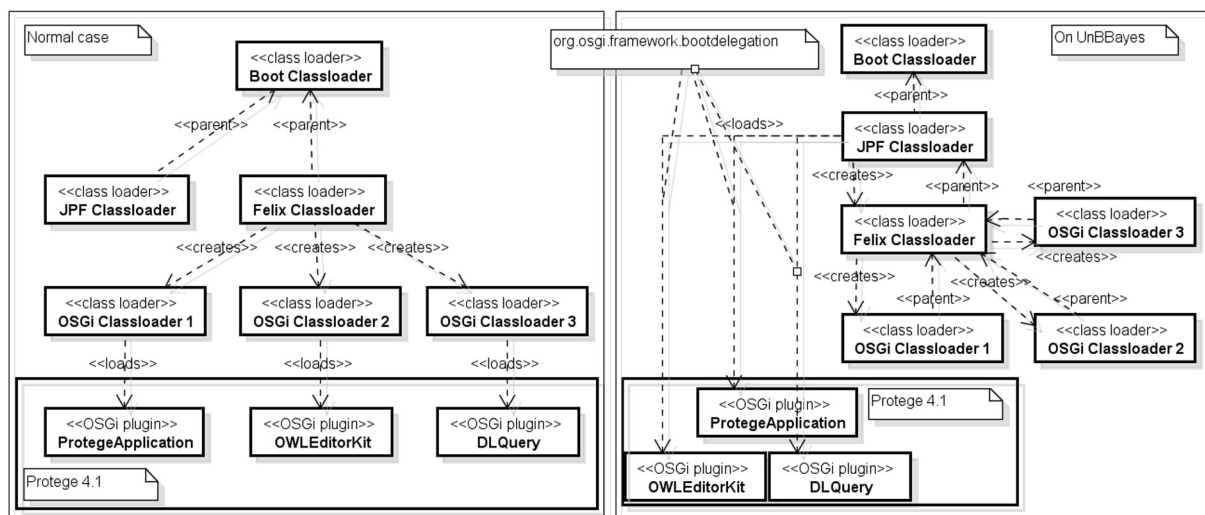 Normal case
<<class loader>>
Boot Classloader
<<parent>>
<<parent>>
<<class loader>>
JPF Classloader
<<class loader>>
Felix Classloader
<<creates>>
<<creates>>
<<creates>>
<<class loader>>
OSGi Classloader 1
<<class loader>>
OSGi Classloader 2
<<class loader>>
OSGi Classloader 3
<<loads>>
<<loads>>
<<loads>>
<<OSGi plugin>>
ProtegeApplication
<<OSGi plugin>>
OWLEditorKit
<<OSGi plugin>>
DLQuery
Protege 4.1
org.osgi.framework.bootdelegation
<<class loader>>
Boot Classloader
On UnBBayes
<<parent>>
<<loads>>
<<class loader>>
JPF Classloader
<<creates>>
<<parent>>
<<parent>>
<<class loader>>
Felix Classloader
<<class loader>>
OSGi Classloader 3
<<creates>>
<<creates>>
<<creates>>
<<parent>>
<<parent>>
<<class loader>>
OSGi Classloader 1
<<class loader>>
OSGi Classloader 2
<<OSGi plugin>>
ProtegeApplication
Protege 4.1
<<OSGi plugin>>
OWLEditorKit
<<OSGi plugin>>
DLQuery